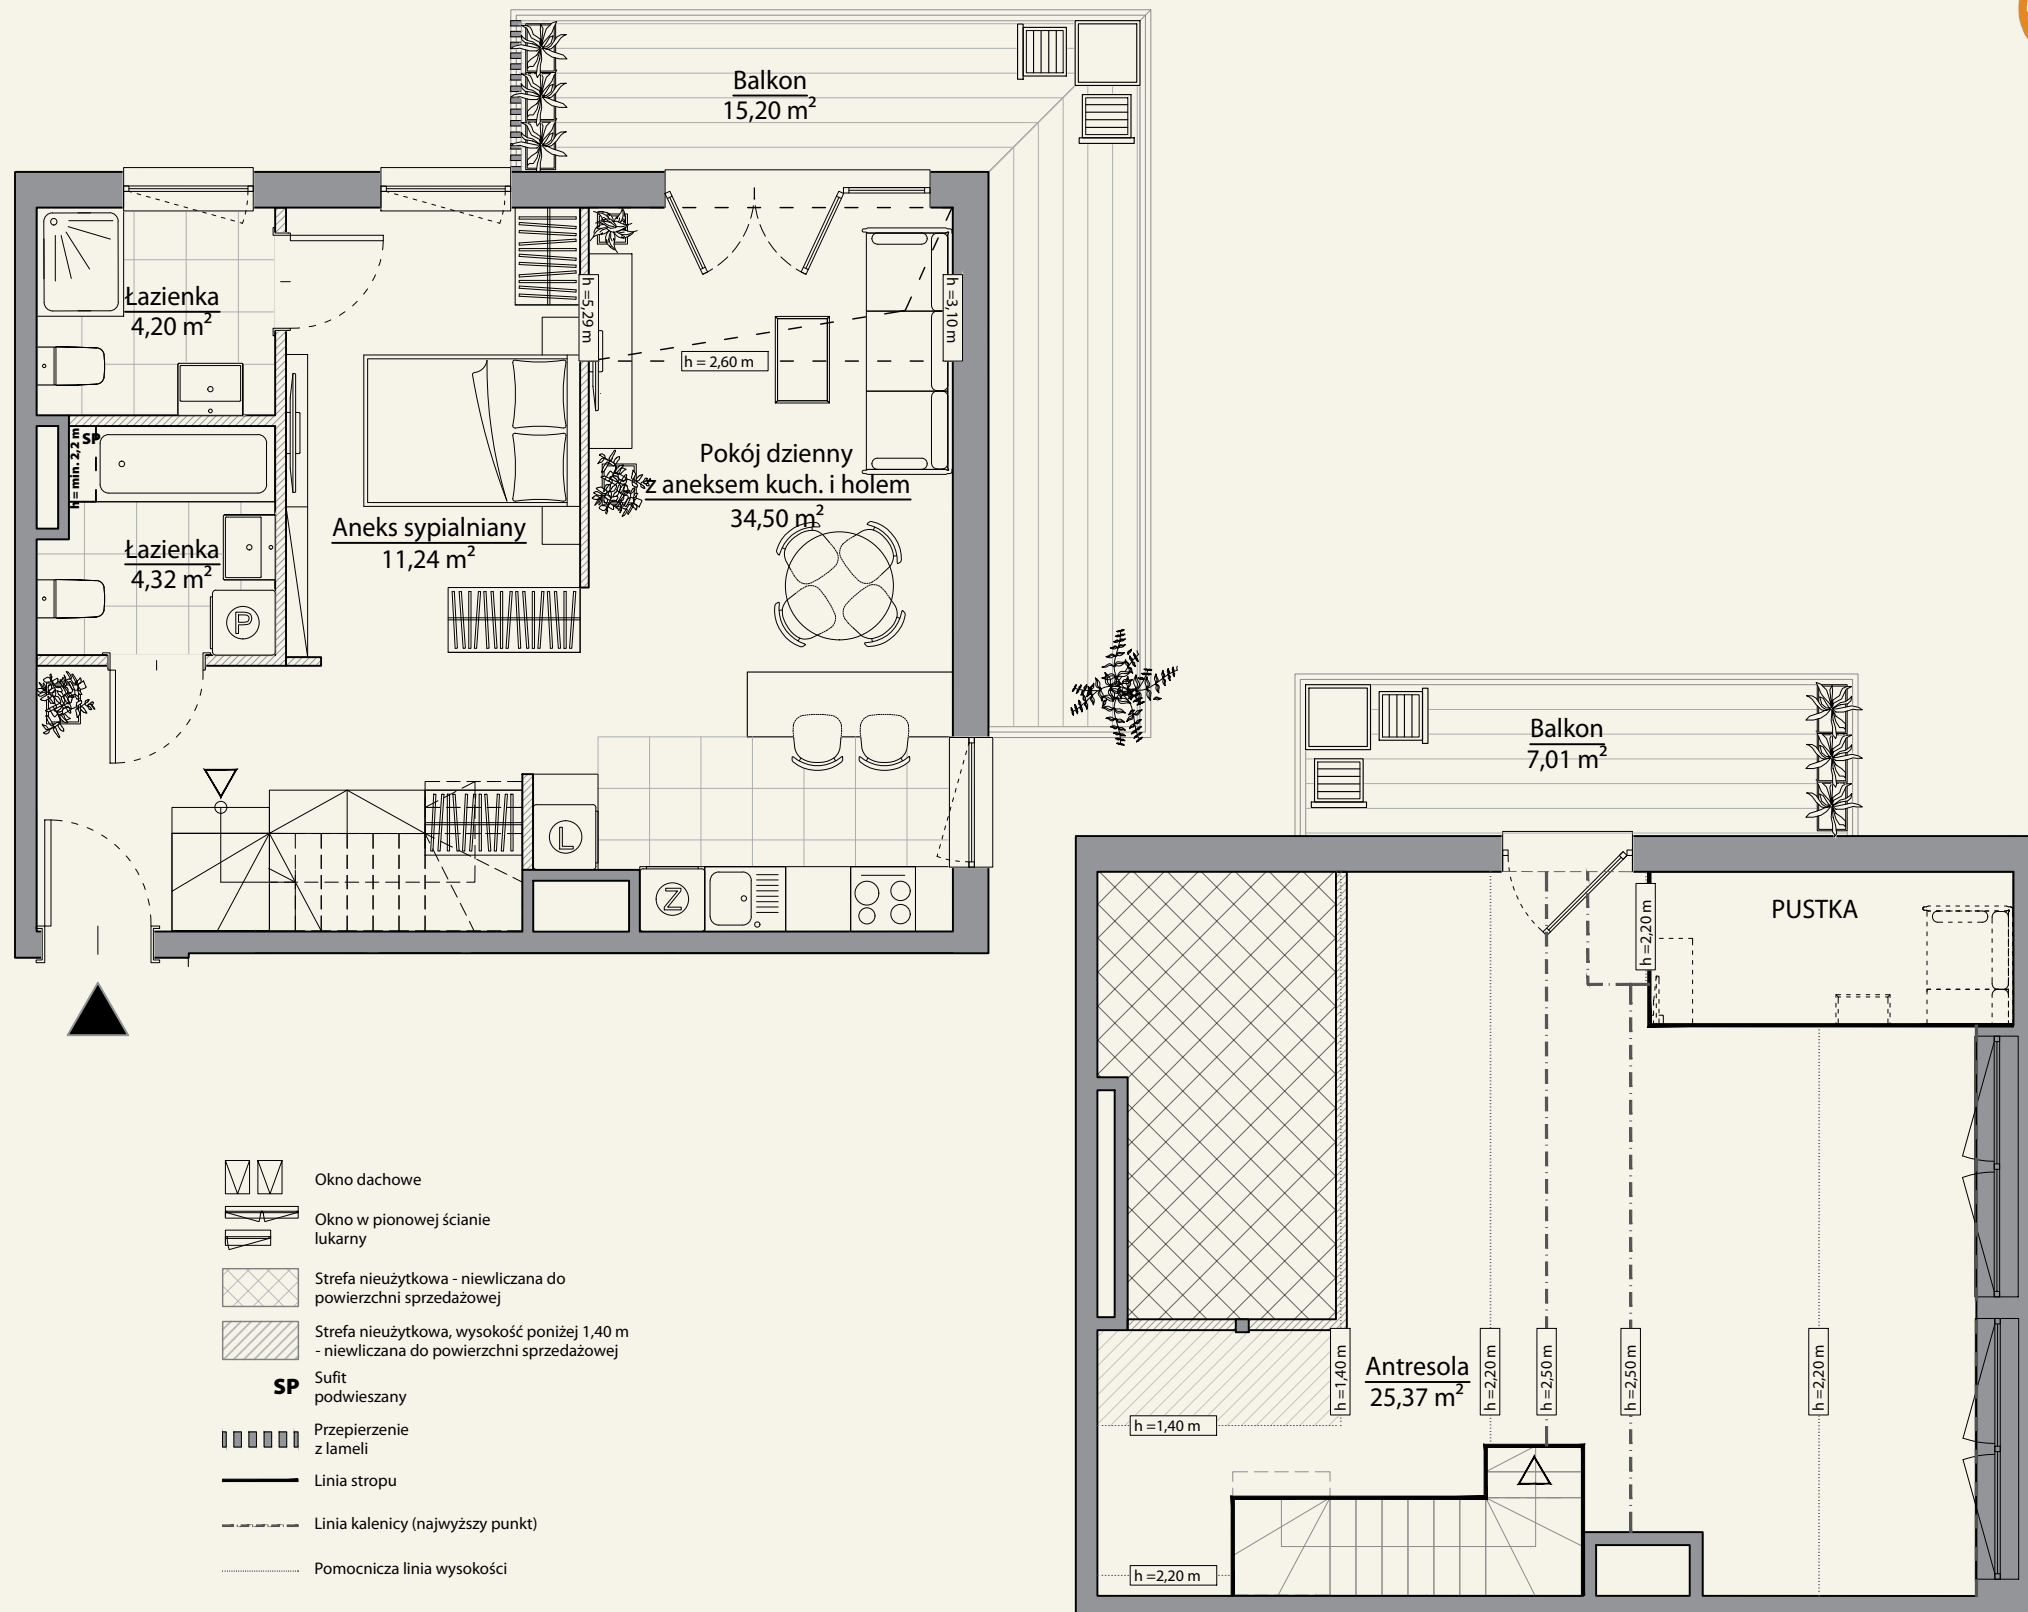 Balkon
15,20 m²
Łazienka
4,20 m²
h =5,29 m
h =3,10 m
h = 2,60 m
SP
h = min. 2,2 m
Pokój dzienny
z aneksem kuch. i holem
34,50 m²
Aneks sypialniany
11,24 m²
Łazienka
4,32 m²
P
L
Z
Balkon
7,01 m²
PUSTKA
h =2,20 m
h =1,40 m
Antresola
25,37 m²
h =2,20 m
h =2,50 m
h =2,50 m
h =2,20 m
h =1,40 m
h =2,20 m
Okno dachowe
Okno w pionowej ścianie
lukarny
Strefa nieużytkowa - niewliczana do
powierzchni sprzedażowej
Strefa nieużytkowa, wysokość poniżej 1,40 m
- niewliczana do powierzchni sprzedażowej
SP Sufit
podwieszany
Przepierzenie
z lameli
Linia stropu
Linia kalenicy (najwyższy punkt)
Pomocnicza linia wysokości